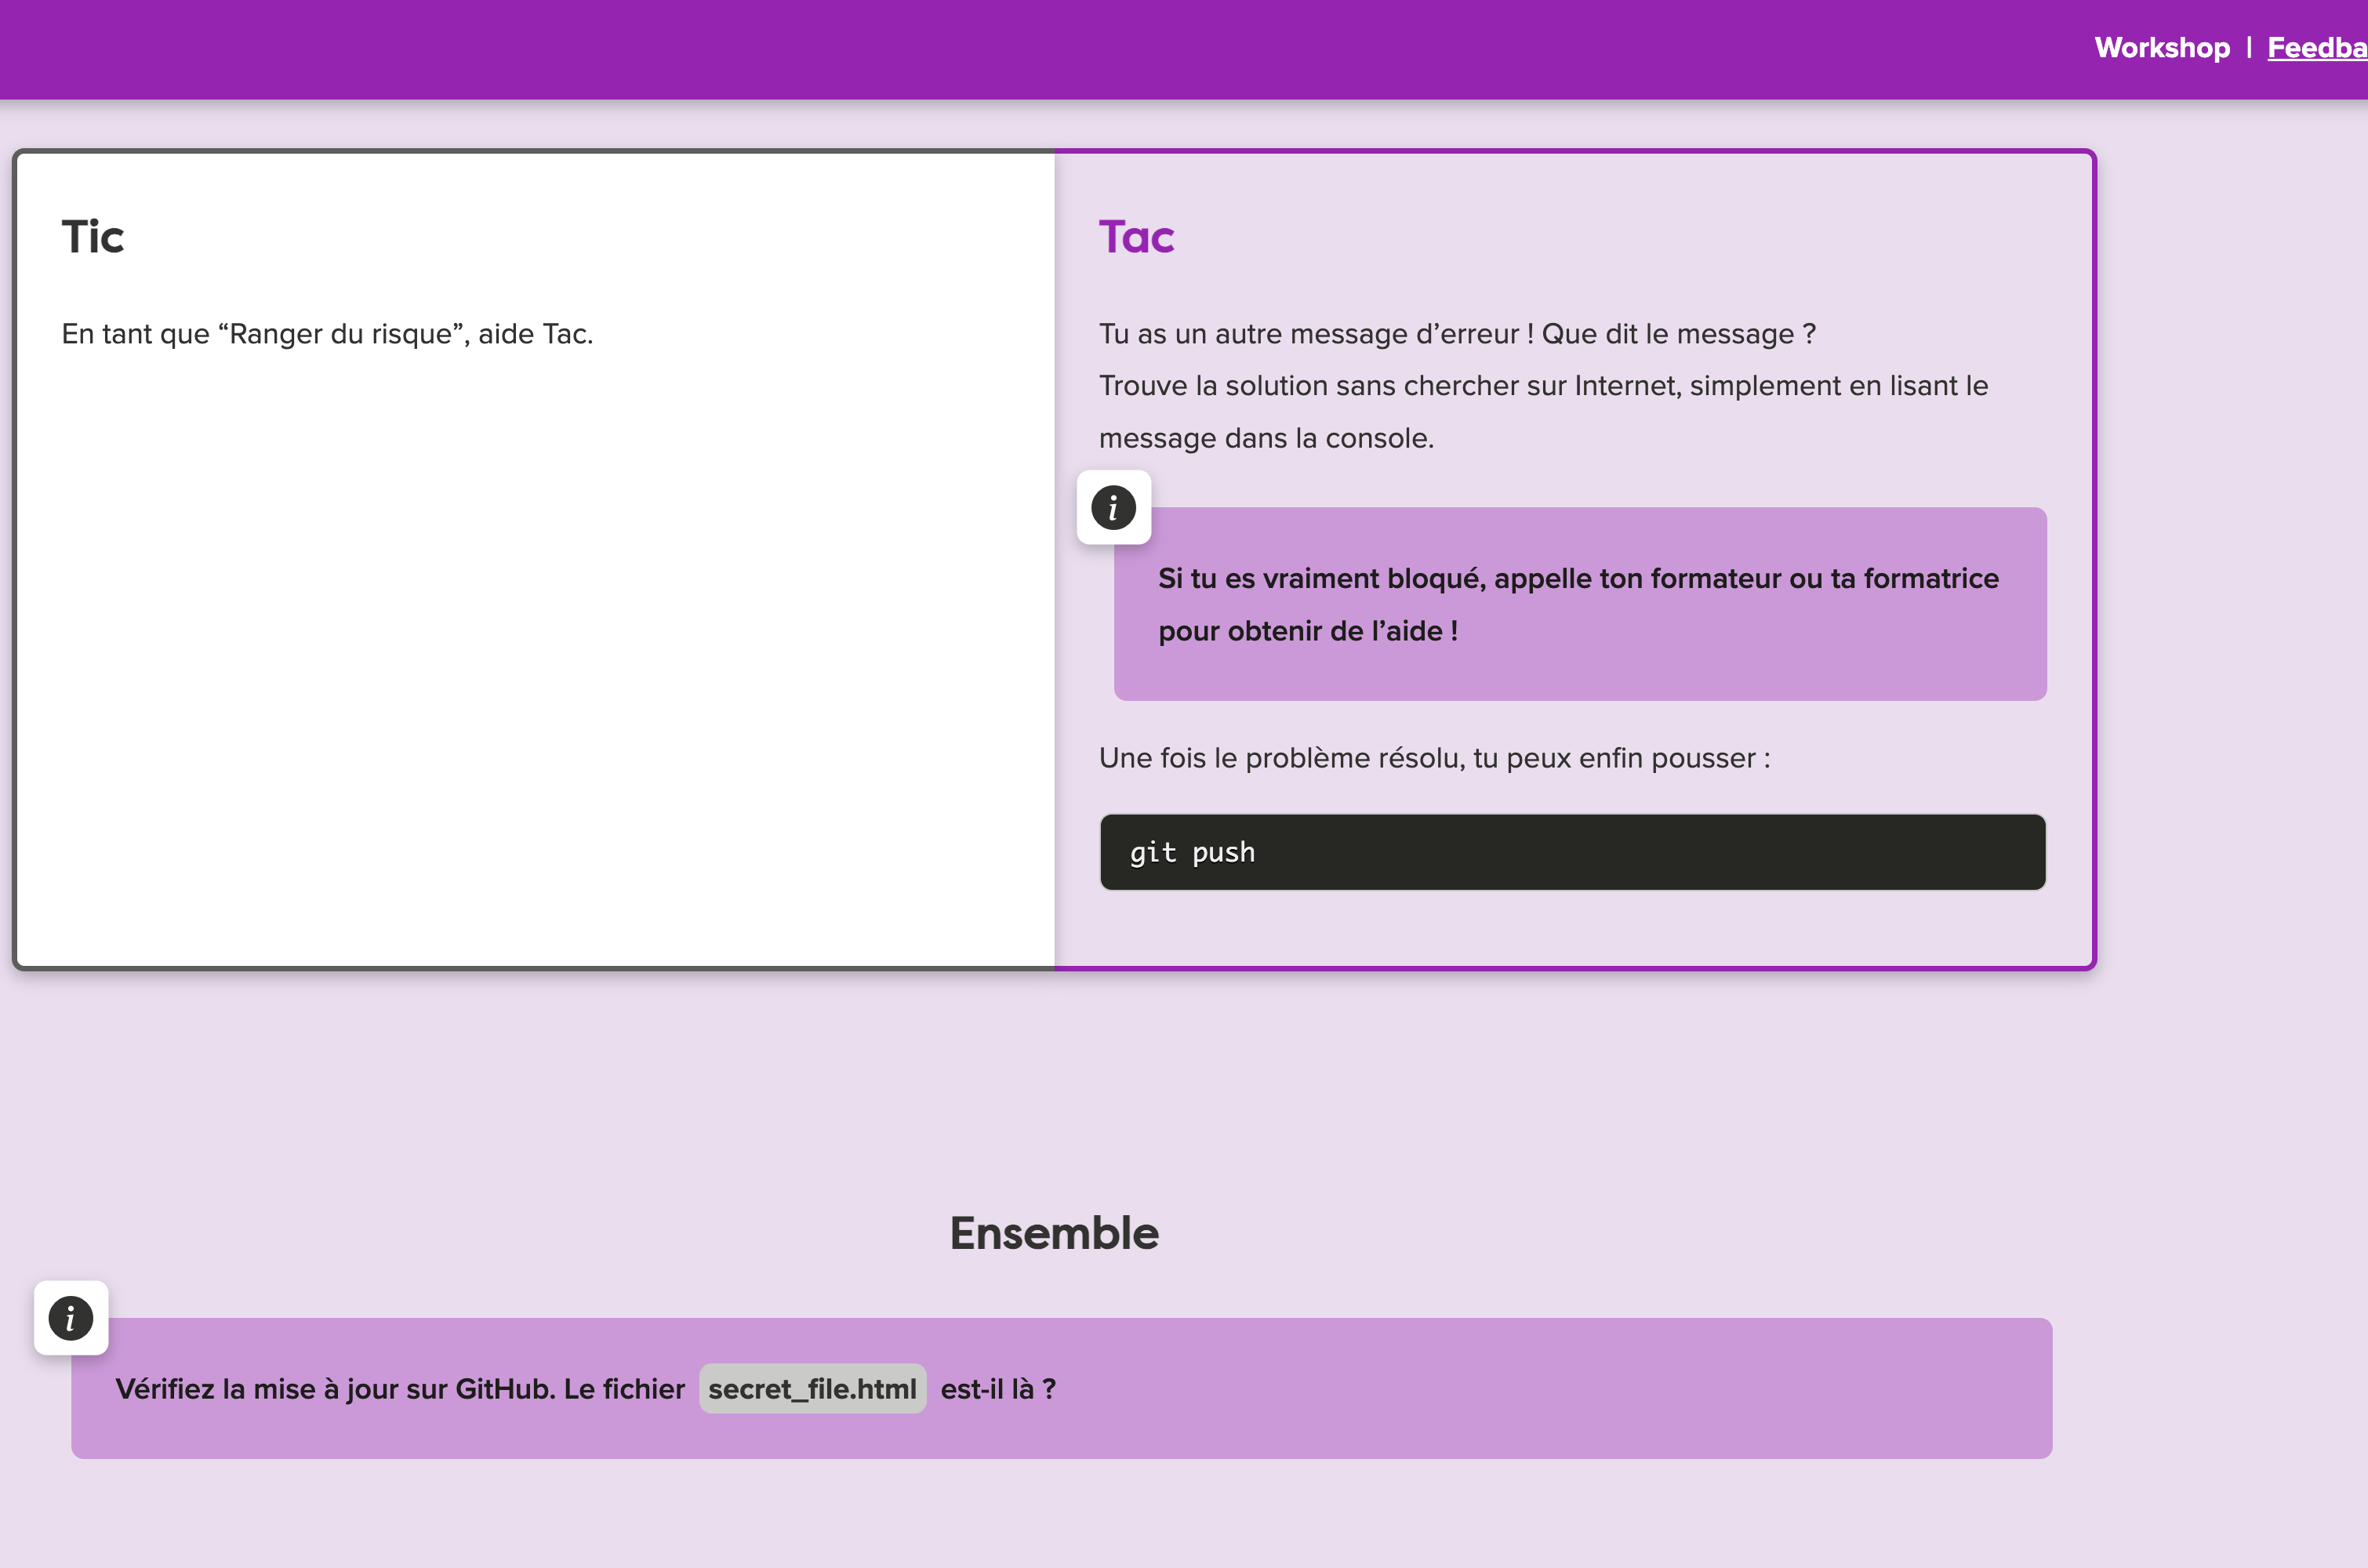 Workshop | Feedba
Tic
En tant que “Ranger du risque”, aide Tac.
Tac
Tu as un autre message d’erreur ! Que dit le message ?
Trouve la solution sans chercher sur Internet, simplement en lisant le
message dans la console.
i
Si tu es vraiment bloqué, appelle ton formateur ou ta formatrice
pour obtenir de l’aide !
Une fois le problème résolu, tu peux enfin pousser :
git push
Ensemble
i
Vérifiez la mise à jour sur GitHub. Le fichier secret_file.html est-il là ?